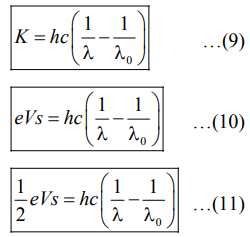 K = hc(1/λ − 1/λ₀) ...(9)
eVs = hc(1/λ − 1/λ₀) ...(10)
1/2 eVs = hc(1/λ − 1/λ₀) ...(11)